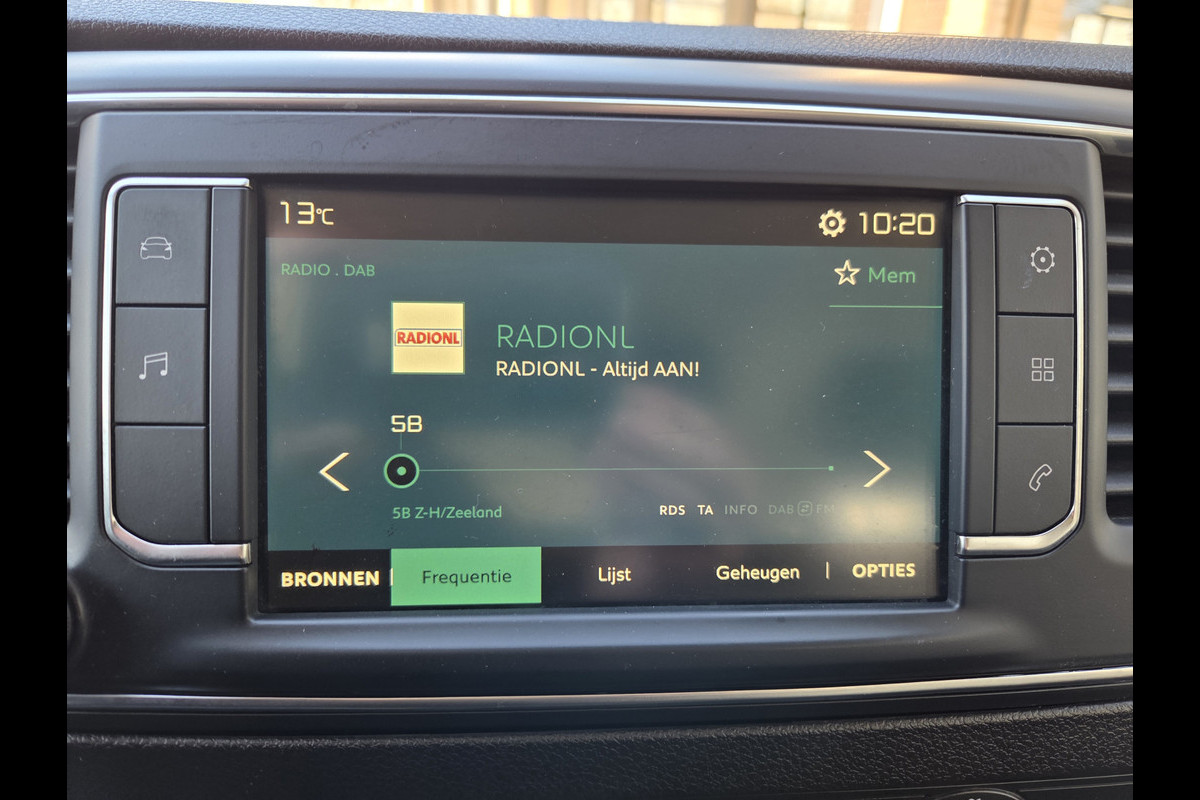 13°C
10:20
RADIO . DAB
Mem
RADIONL
RADIONL
RADIONL - Altijd AAN!
5B
5B Z-H/Zeeland
RDS TA INFO DAB FM
BRONNEN Frequentie Lijst Geheugen | OPTIES